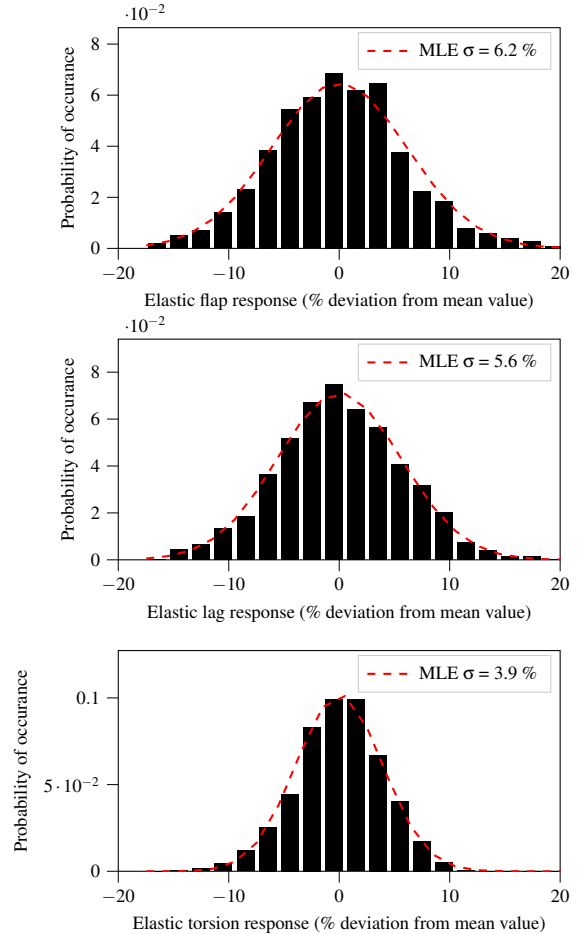 ·10⁻²
8
6
4
2
0
Probability of occurance
MLE σ = 6.2 %
−20 −10 0 10 20
Elastic flap response (% deviation from mean value)
·10⁻²
8
6
4
2
0
Probability of occurance
MLE σ = 5.6 %
−20 −10 0 10 20
Elastic lag response (% deviation from mean value)
0.1
5 · 10⁻²
0
Probability of occurance
MLE σ = 3.9 %
−20 −10 0 10 20
Elastic torsion response (% deviation from mean value)